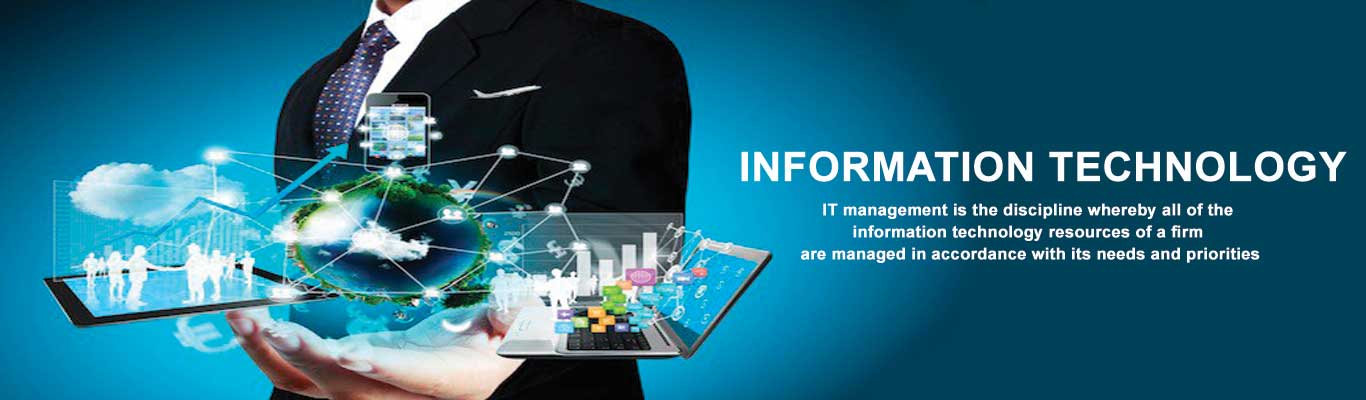 INFORMATION TECHNOLOGY
IT management is the discipline whereby all of the
information technology resources of a firm
are managed in accordance with its needs and priorities